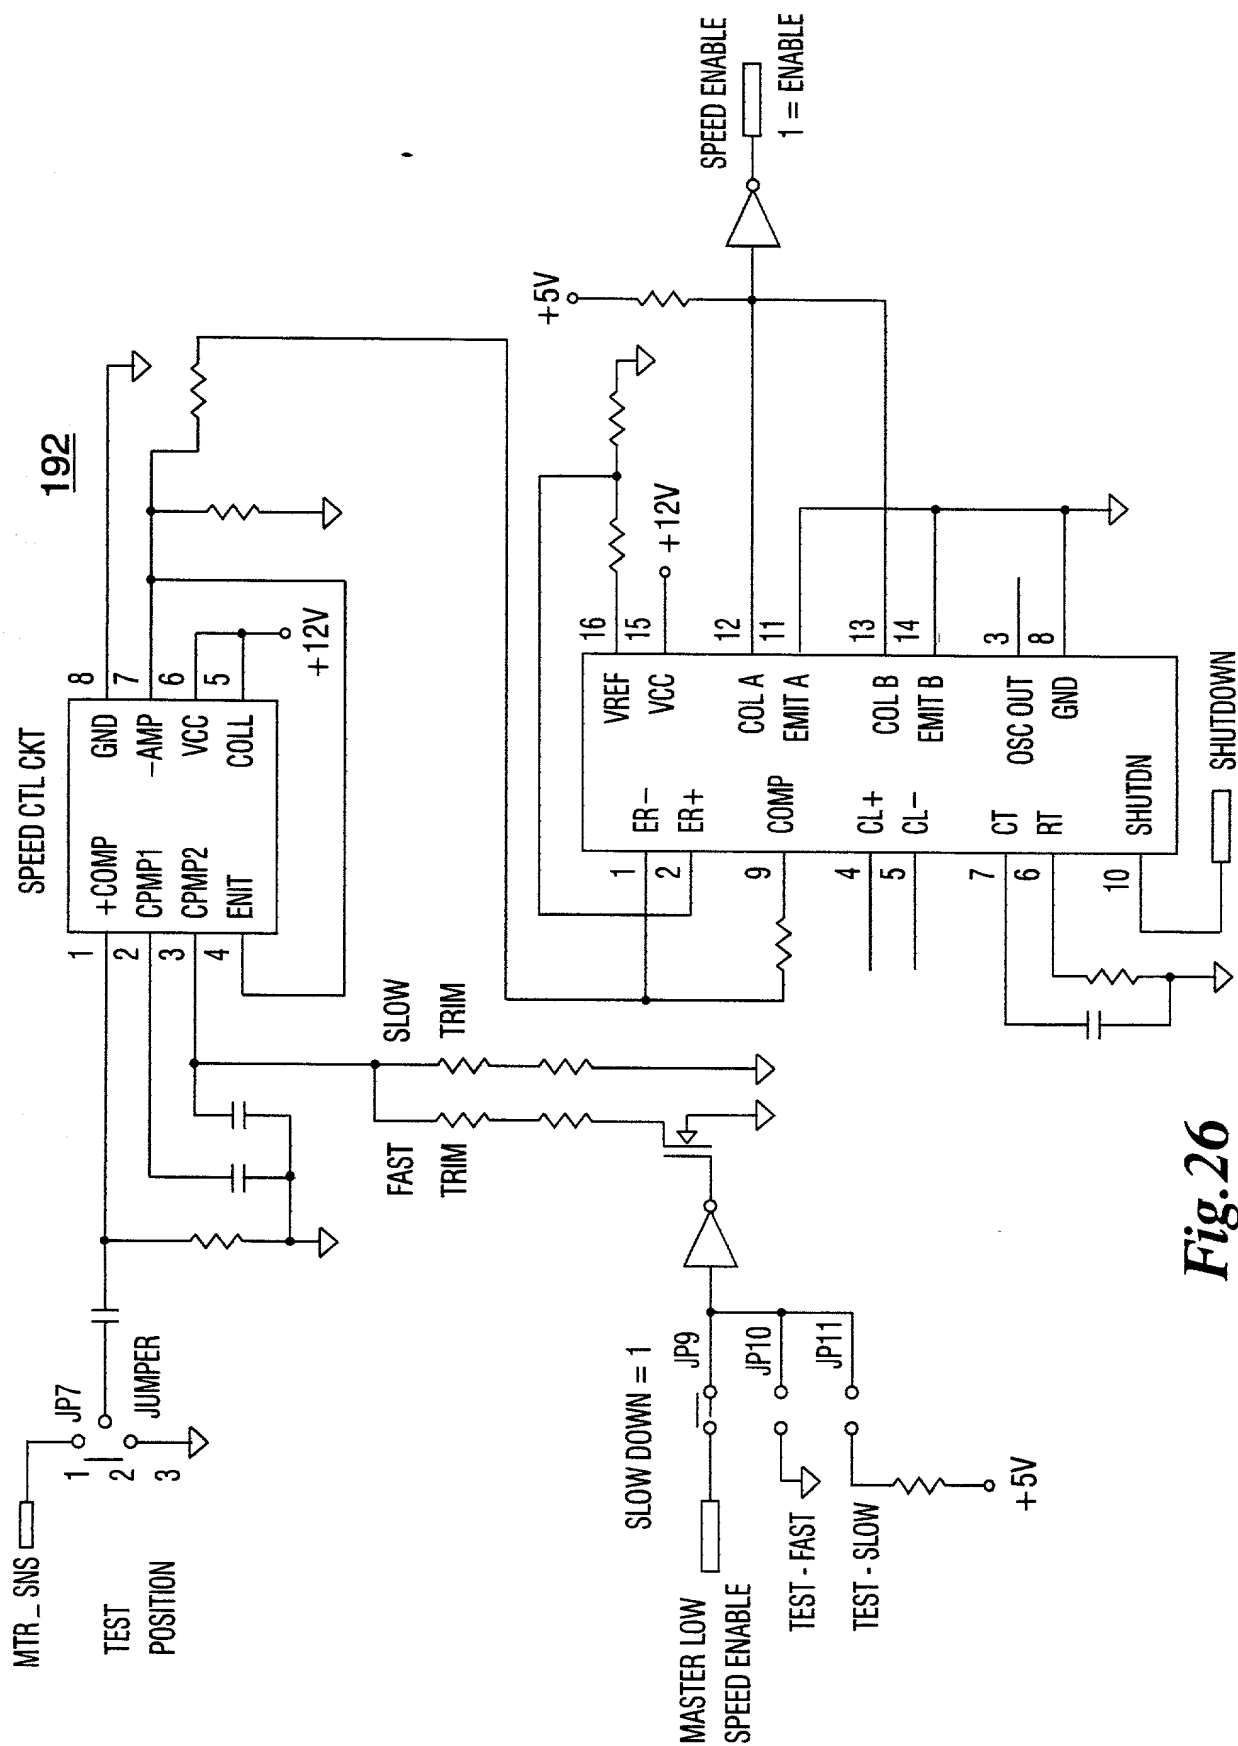 192
SPEED CTL CKT
MTR_SNS
TEST
POSITION
1
2
3
JP7
JUMPER
1
2
3
4
+COMP
CPMP1
CPMP2
ENIT
GND
-AMP
VCC
COLL
8
7
6
5
+12V
FAST
TRIM
SLOW
TRIM
SLOW DOWN = 1
MASTER LOW
SPEED ENABLE
JP9
TEST - FAST
JP10
TEST - SLOW
JP11
+5V
1
2
9
4
5
7
6
10
ER-
ER+
COMP
CL+
CL-
CT
RT
SHUTDN
VREF
VCC
COL A
EMIT A
COL B
EMIT B
OSC OUT
GND
16
15
12
11
13
14
3
8
+12V
+5V
SPEED ENABLE
1 = ENABLE
SHUTDOWN
Fig.26